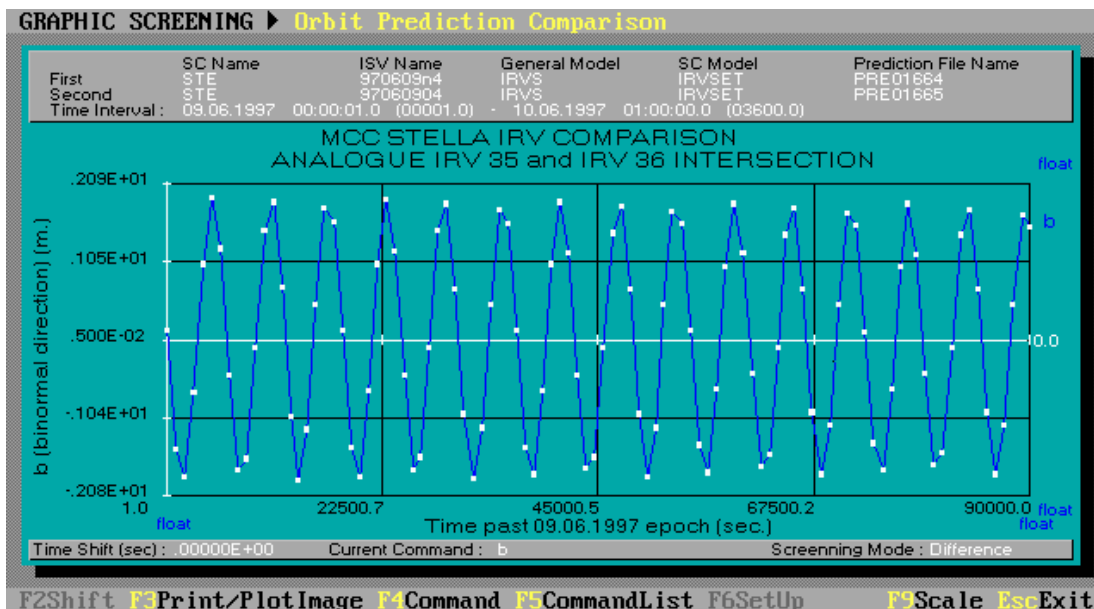 GRAPHIC SCREENING ▶ Orbit Prediction Comparison
SC Name ISV Name General Model SC Model Prediction File Name
First STE 970609n4 IRVS IRVSET PRE01664
Second STE 97060904 IRVS IRVSET PRE01665
Time Interval : 09.06.1997 00:00:01.0 (00001.0) - 10.06.1997 01:00:00.0 (03600.0)
MCC STELLA IRV COMPARISON
ANALOGUE IRV 35 and IRV 36 INTERSECTION
float
.209E+01
b
.105E+01
b (binormal direction) (m.)
.500E-02
0.0
-.104E+01
-.208E+01
1.0 22500.7 45000.5 67500.2 90000.0 float
float Time past 09.06.1997 epoch (sec.) float
Time Shift (sec) : .00000E+00 Current Command : b Screenning Mode : Difference
F2Shift F3Print/PlotImage F4Command F5CommandList F6SetUp F9Scale EscExit